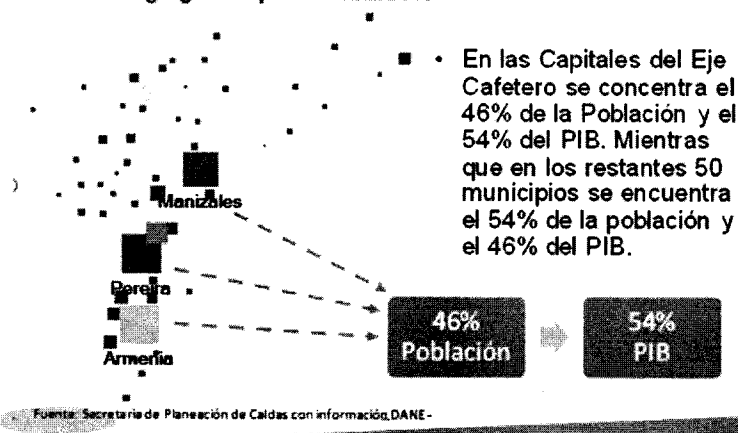 • En las Capitales del Eje
Cafetero se concentra el
46% de la Población y el
54% del PIB. Mientras
que en los restantes 50
municipios se encuentra
el 54% de la población y
el 46% del PIB.
Manizales
Pereira
Armenia
46%
Población
54%
PIB
Fuente: Secretaria de Planeación de Caldas con información DANE -